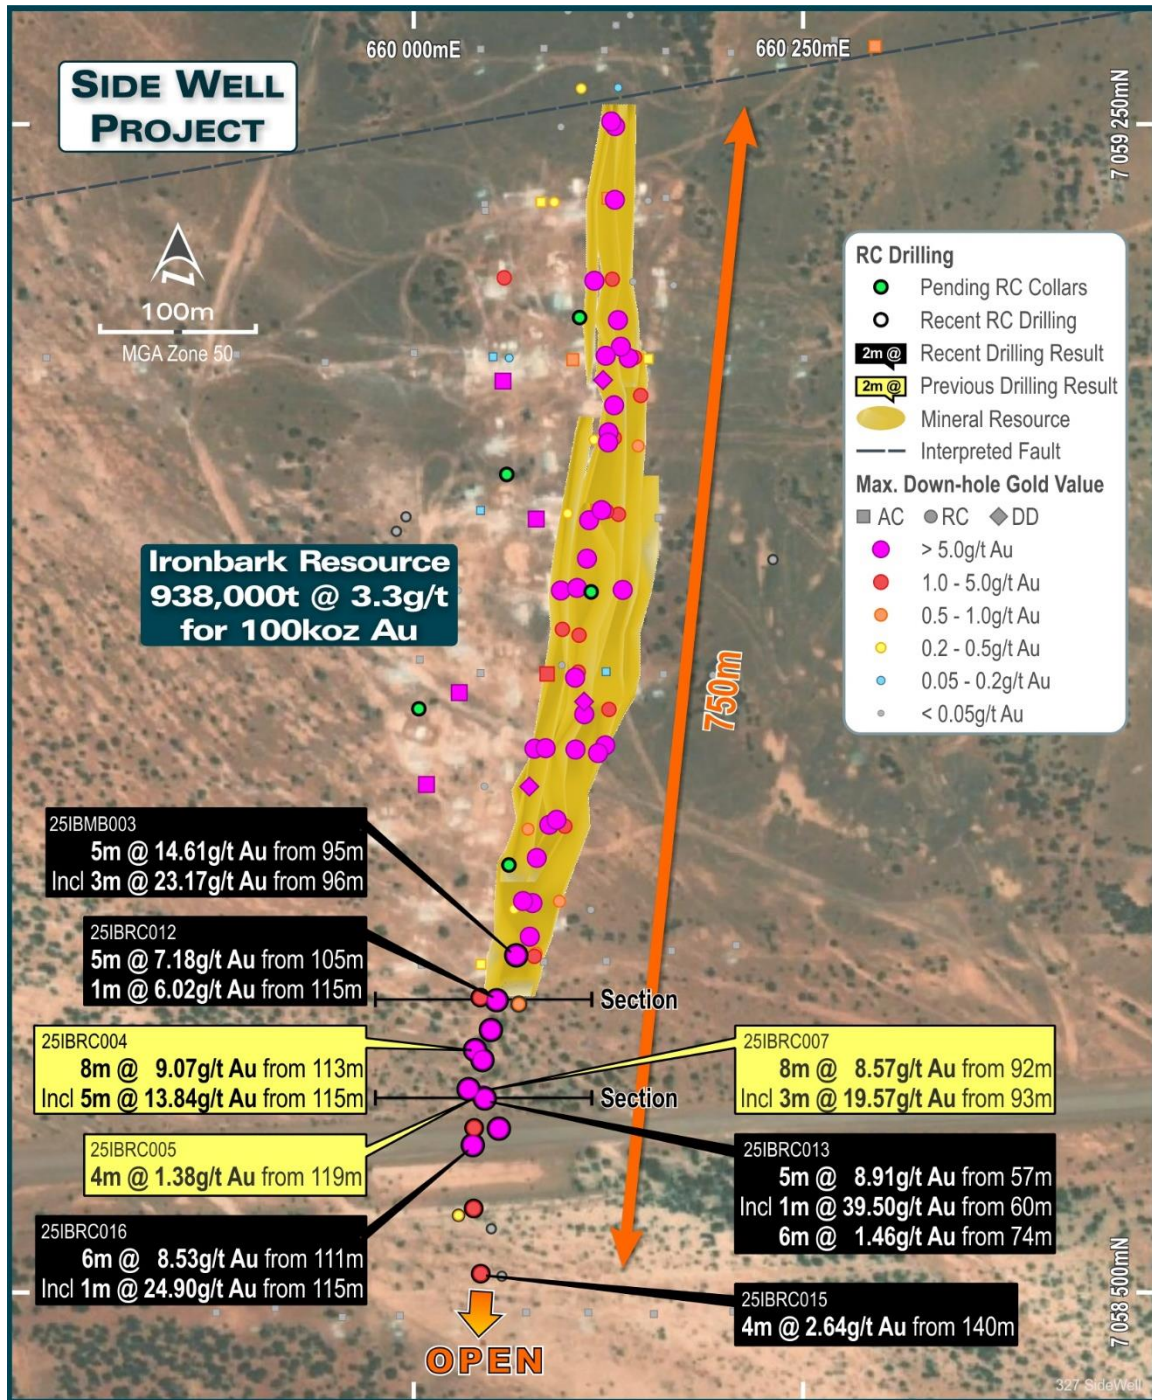 660 000mE
660 250mE
SIDE WELL
PROJECT
7 059 250mN
N
100m
MGA Zone 50
RC Drilling
Pending RC Collars
Recent RC Drilling
2m @ Recent Drilling Result
2m @ Previous Drilling Result
Mineral Resource
Interpreted Fault
Max. Down-hole Gold Value
AC RC DD
> 5.0g/t Au
1.0 - 5.0g/t Au
0.5 - 1.0g/t Au
0.2 - 0.5g/t Au
0.05 - 0.2g/t Au
< 0.05g/t Au
Ironbark Resource
938,000t @ 3.3g/t
for 100koz Au
750m
25IBMB003
5m @ 14.61g/t Au from 95m
Incl 3m @ 23.17g/t Au from 96m
25IBRC012
5m @ 7.18g/t Au from 105m
1m @ 6.02g/t Au from 115m
Section
25IBRC004
8m @ 9.07g/t Au from 113m
Incl 5m @ 13.84g/t Au from 115m
25IBRC007
8m @ 8.57g/t Au from 92m
Incl 3m @ 19.57g/t Au from 93m
Section
25IBRC005
4m @ 1.38g/t Au from 119m
25IBRC013
5m @ 8.91g/t Au from 57m
Incl 1m @ 39.50g/t Au from 60m
6m @ 1.46g/t Au from 74m
25IBRC016
6m @ 8.53g/t Au from 111m
Incl 1m @ 24.90g/t Au from 115m
25IBRC015
4m @ 2.64g/t Au from 140m
7 058 500mN
OPEN
327 SideWell